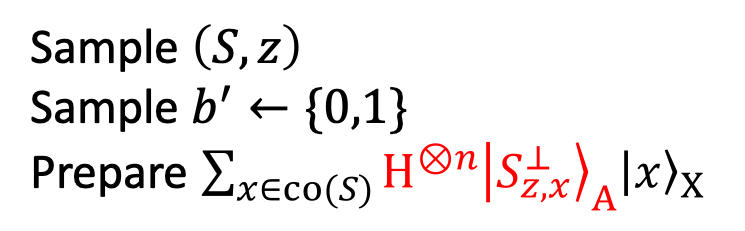 Sample (S, z)
Sample b′ ← {0,1}
Prepare ∑_{x∈co(S)} H^{⊗n}|S^⊥_{z,x}⟩_A|x⟩_X